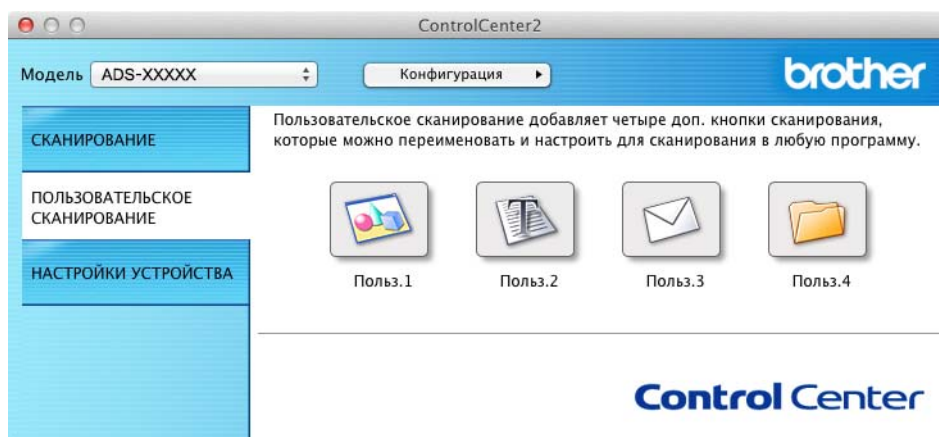 ControlCenter2
Модель ADS-XXXXX Конфигурация brother
СКАНИРОВАНИЕ
ПОЛЬЗОВАТЕЛЬСКОЕ
СКАНИРОВАНИЕ
НАСТРОЙКИ УСТРОЙСТВА
Пользовательское сканирование добавляет четыре доп. кнопки сканирования,
которые можно переименовать и настроить для сканирования в любую программу.
Польз.1 Польз.2 Польз.3 Польз.4
Control Center